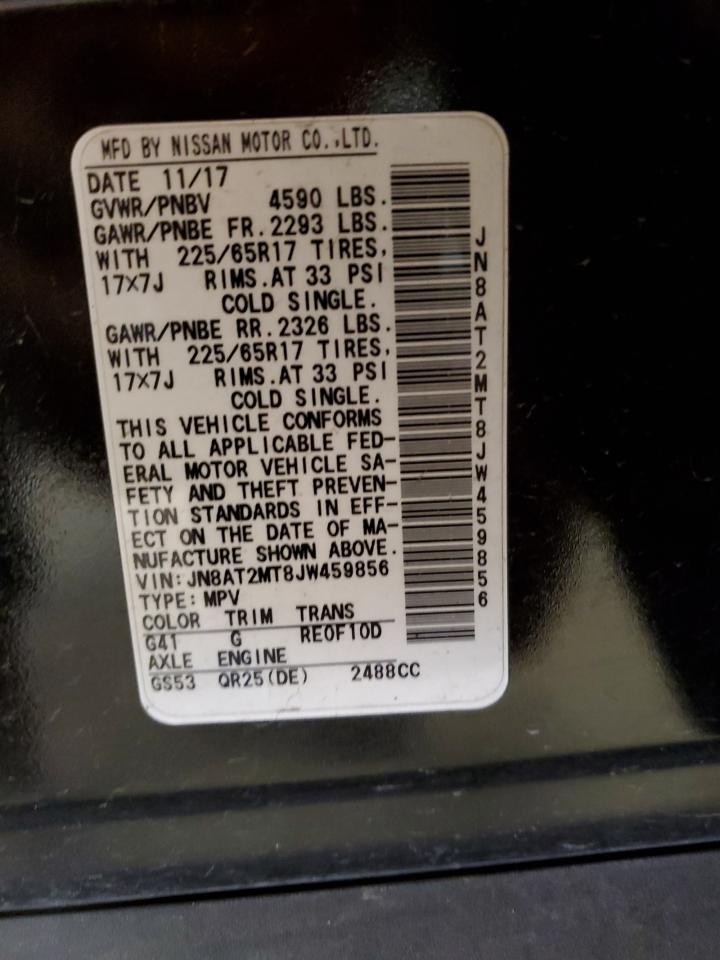 MFD BY NISSAN MOTOR CO.,LTD.
DATE 11/17
GVWR/PNBV 4590 LBS.
GAWR/PNBE FR.2293 LBS.
WITH 225/65R17 TIRES,
17X7J RIMS.AT 33 PSI
COLD SINGLE.
GAWR/PNBE RR.2326 LBS.
WITH 225/65R17 TIRES,
17X7J RIMS.AT 33 PSI
COLD SINGLE.
THIS VEHICLE CONFORMS
TO ALL APPLICABLE FED-
ERAL MOTOR VEHICLE SA-
FETY AND THEFT PREVEN-
TION STANDARDS IN EFF-
ECT ON THE DATE OF MA-
NUFACTURE SHOWN ABOVE.
VIN:JN8AT2MT8JW459856
TYPE:MPV
COLOR TRIM TRANS
G41 G REOF10D
AXLE ENGINE
GS53 QR25(DE) 2488CC
JN8AT2MT8JW459856